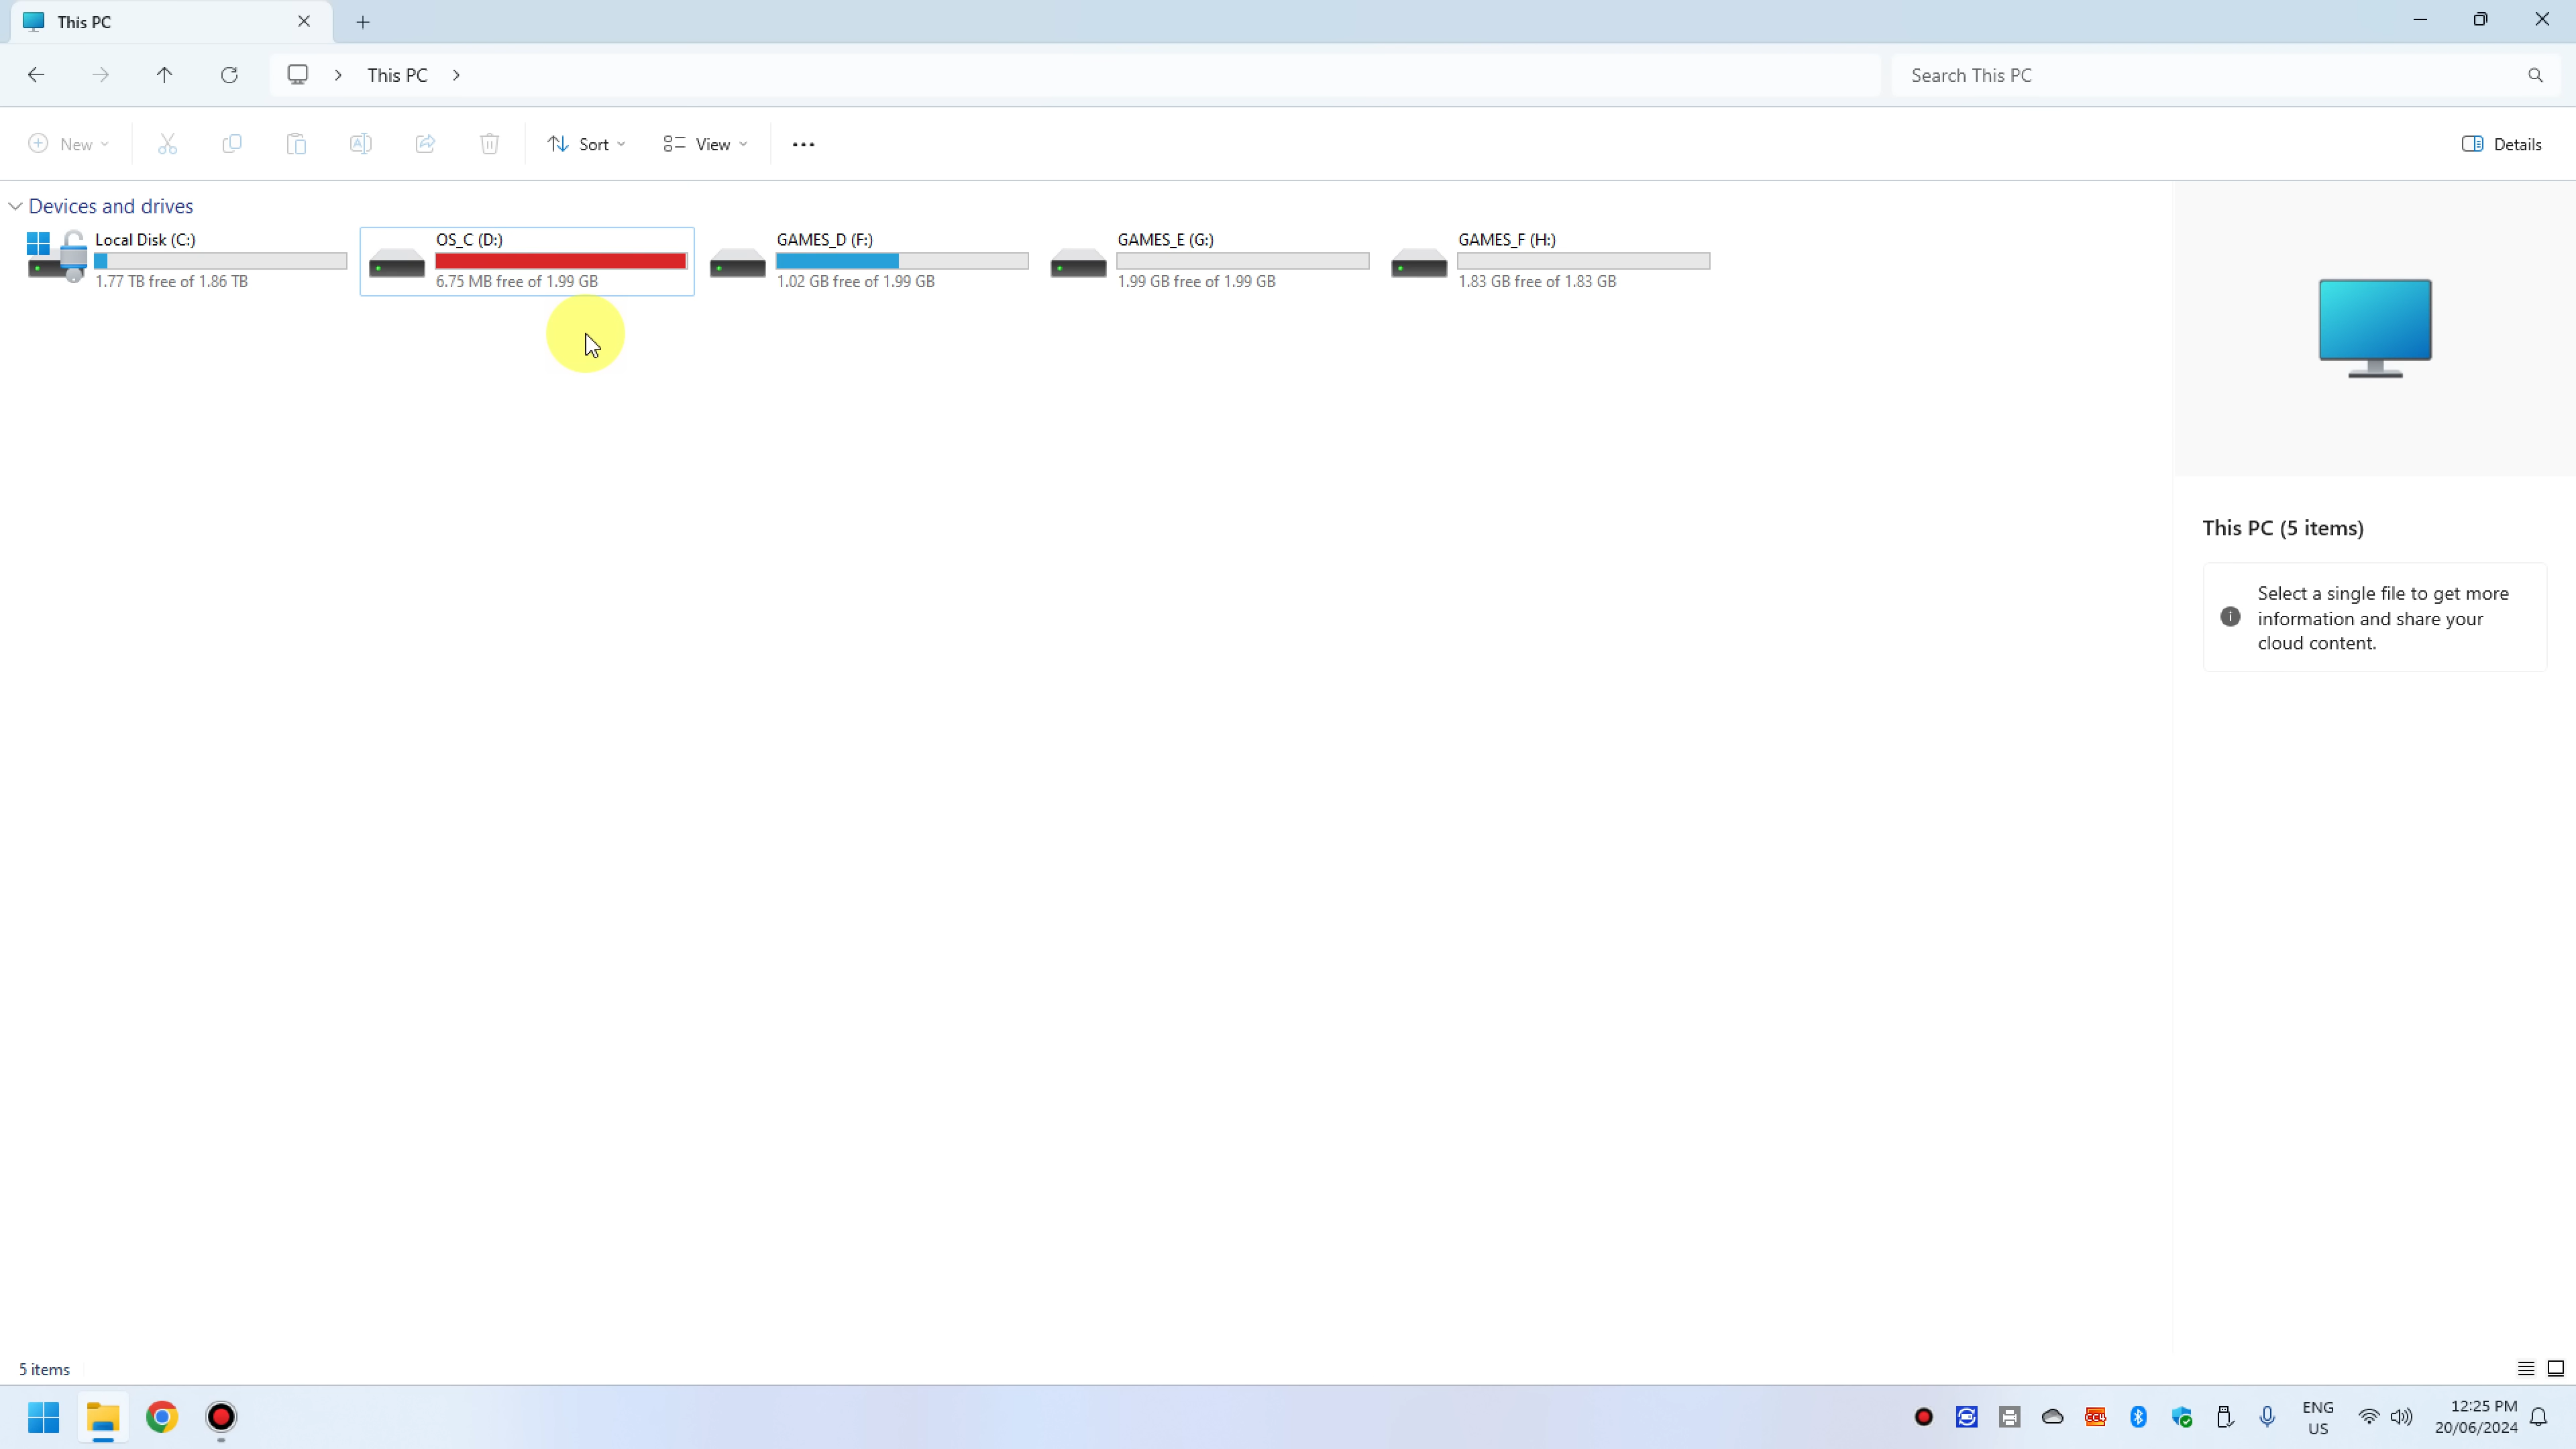 This PC
This PC
Search This PC
New
Sort
View
Details
Devices and drives
Local Disk (C:)
1.77 TB free of 1.86 TB
OS_C (D:)
6.75 MB free of 1.99 GB
GAMES_D (F:)
1.02 GB free of 1.99 GB
GAMES_E (G:)
1.99 GB free of 1.99 GB
GAMES_F (H:)
1.83 GB free of 1.83 GB
This PC (5 items)
Select a single file to get more
information and share your
cloud content.
5 items
CC4
ENG
US
12:25 PM
20/06/2024